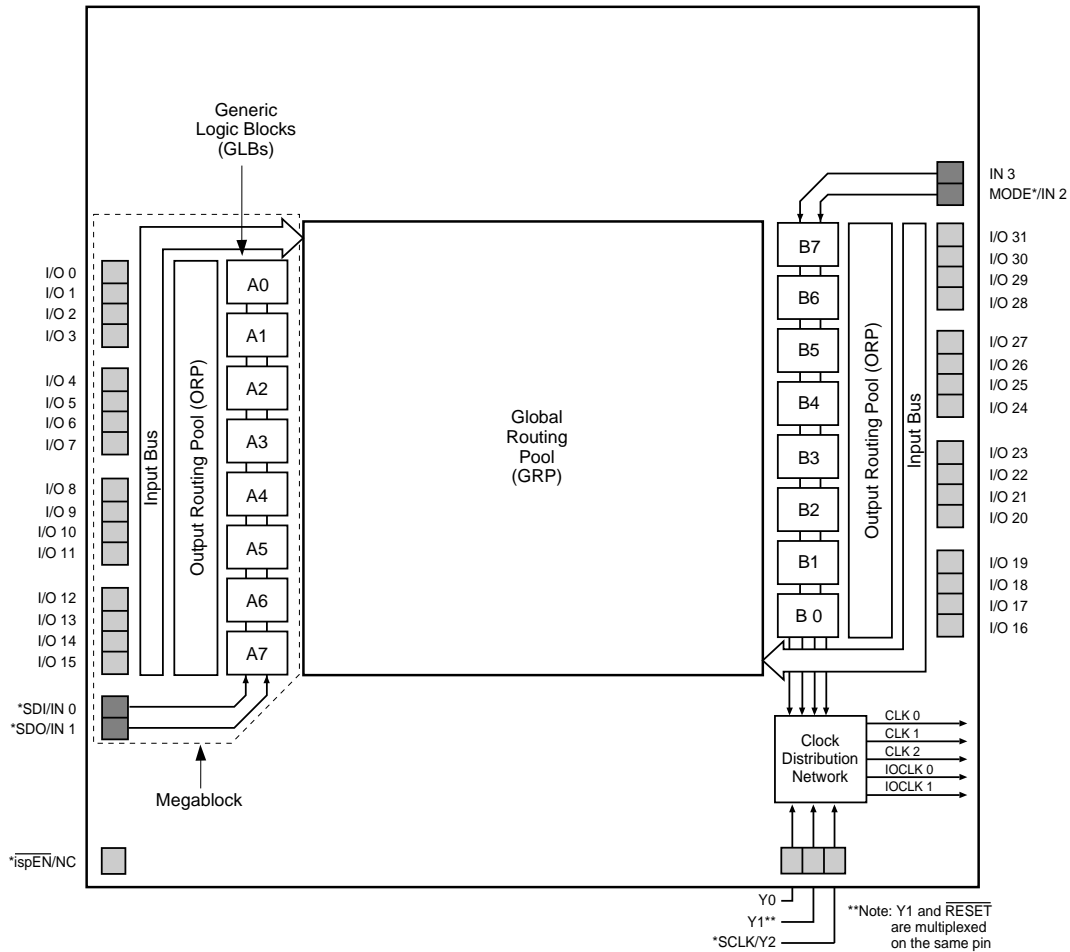 Generic
Logic Blocks
(GLBs)
IN 3
MODE*/IN 2
I/O 0
I/O 1
I/O 2
I/O 3
I/O 4
I/O 5
I/O 6
I/O 7
I/O 8
I/O 9
I/O 10
I/O 11
I/O 12
I/O 13
I/O 14
I/O 15
*SDI/IN 0
*SDO/IN 1
Input Bus
Output Routing Pool (ORP)
A0
A1
A2
A3
A4
A5
A6
A7
Megablock
Global
Routing
Pool
(GRP)
B7
B6
B5
B4
B3
B2
B1
B 0
Output Routing Pool (ORP)
Input Bus
I/O 31
I/O 30
I/O 29
I/O 28
I/O 27
I/O 26
I/O 25
I/O 24
I/O 23
I/O 22
I/O 21
I/O 20
I/O 19
I/O 18
I/O 17
I/O 16
Clock
Distribution
Network
CLK 0
CLK 1
CLK 2
IOCLK 0
IOCLK 1
*ispEN/NC
Y0
Y1**
*SCLK/Y2
**Note: Y1 and RESET
are multiplexed
on the same pin